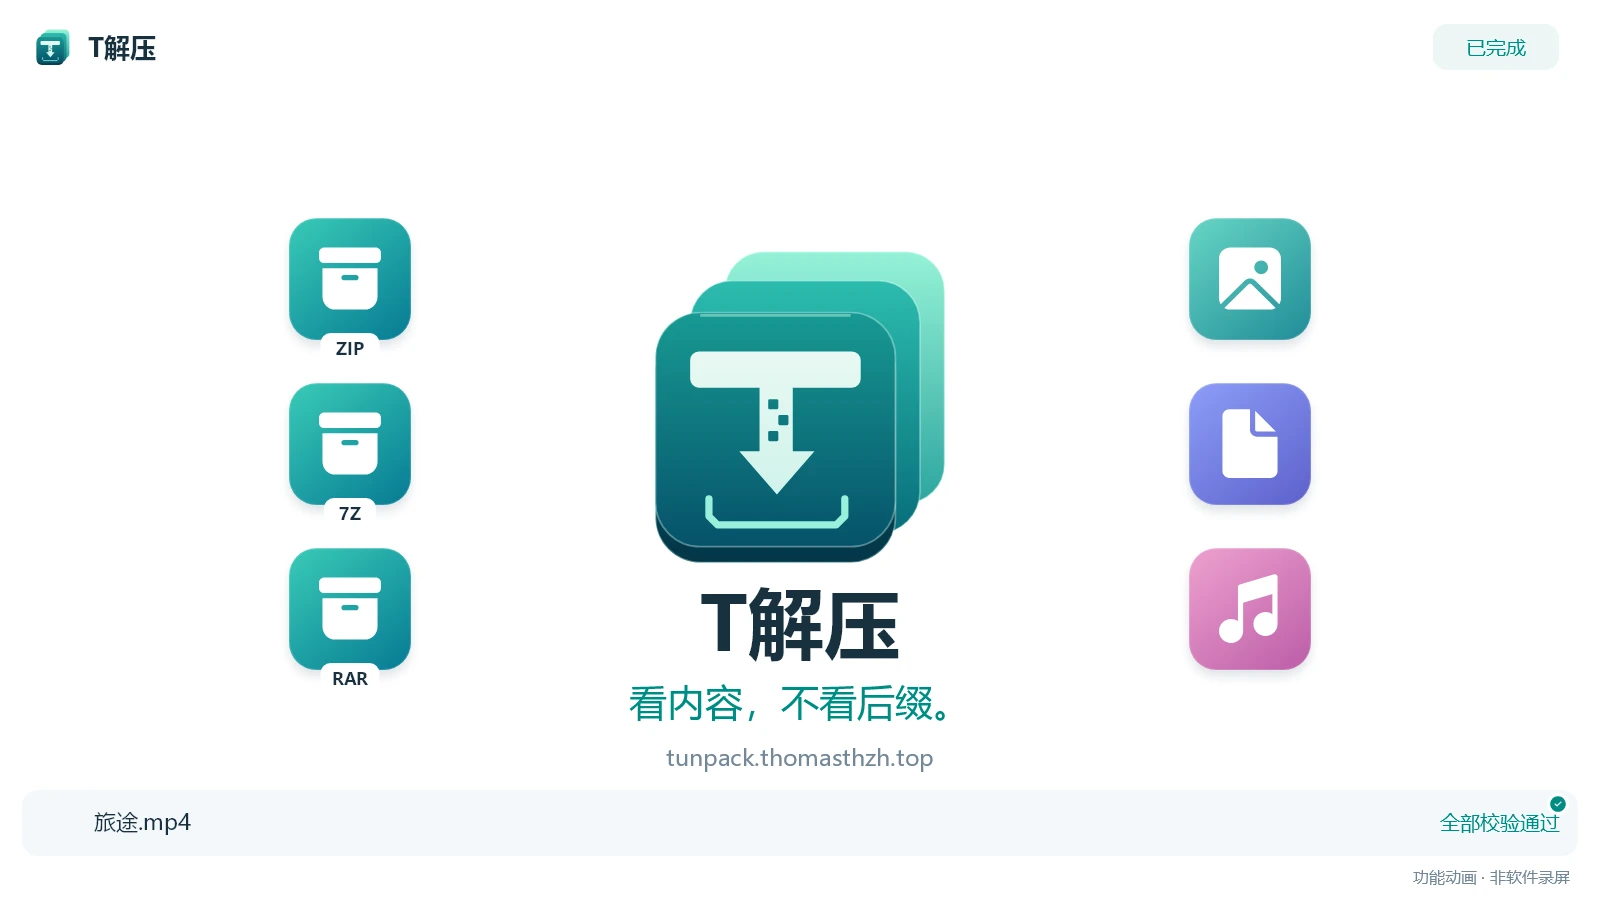 T解压
已完成
ZIP
7Z
RAR
T解压
看内容，不看后缀。
tunpack.thomasthzh.top
旅途.mp4
全部校验通过
功能动画 · 非软件录屏